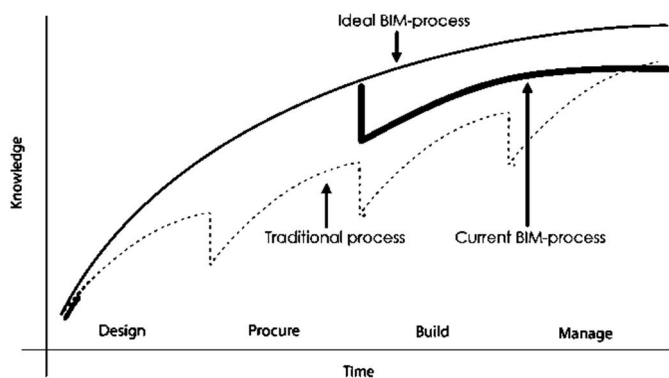 Ideal BIM-process
Knowledge
Traditional process
Current BIM-process
Design Procure Build Manage
Time